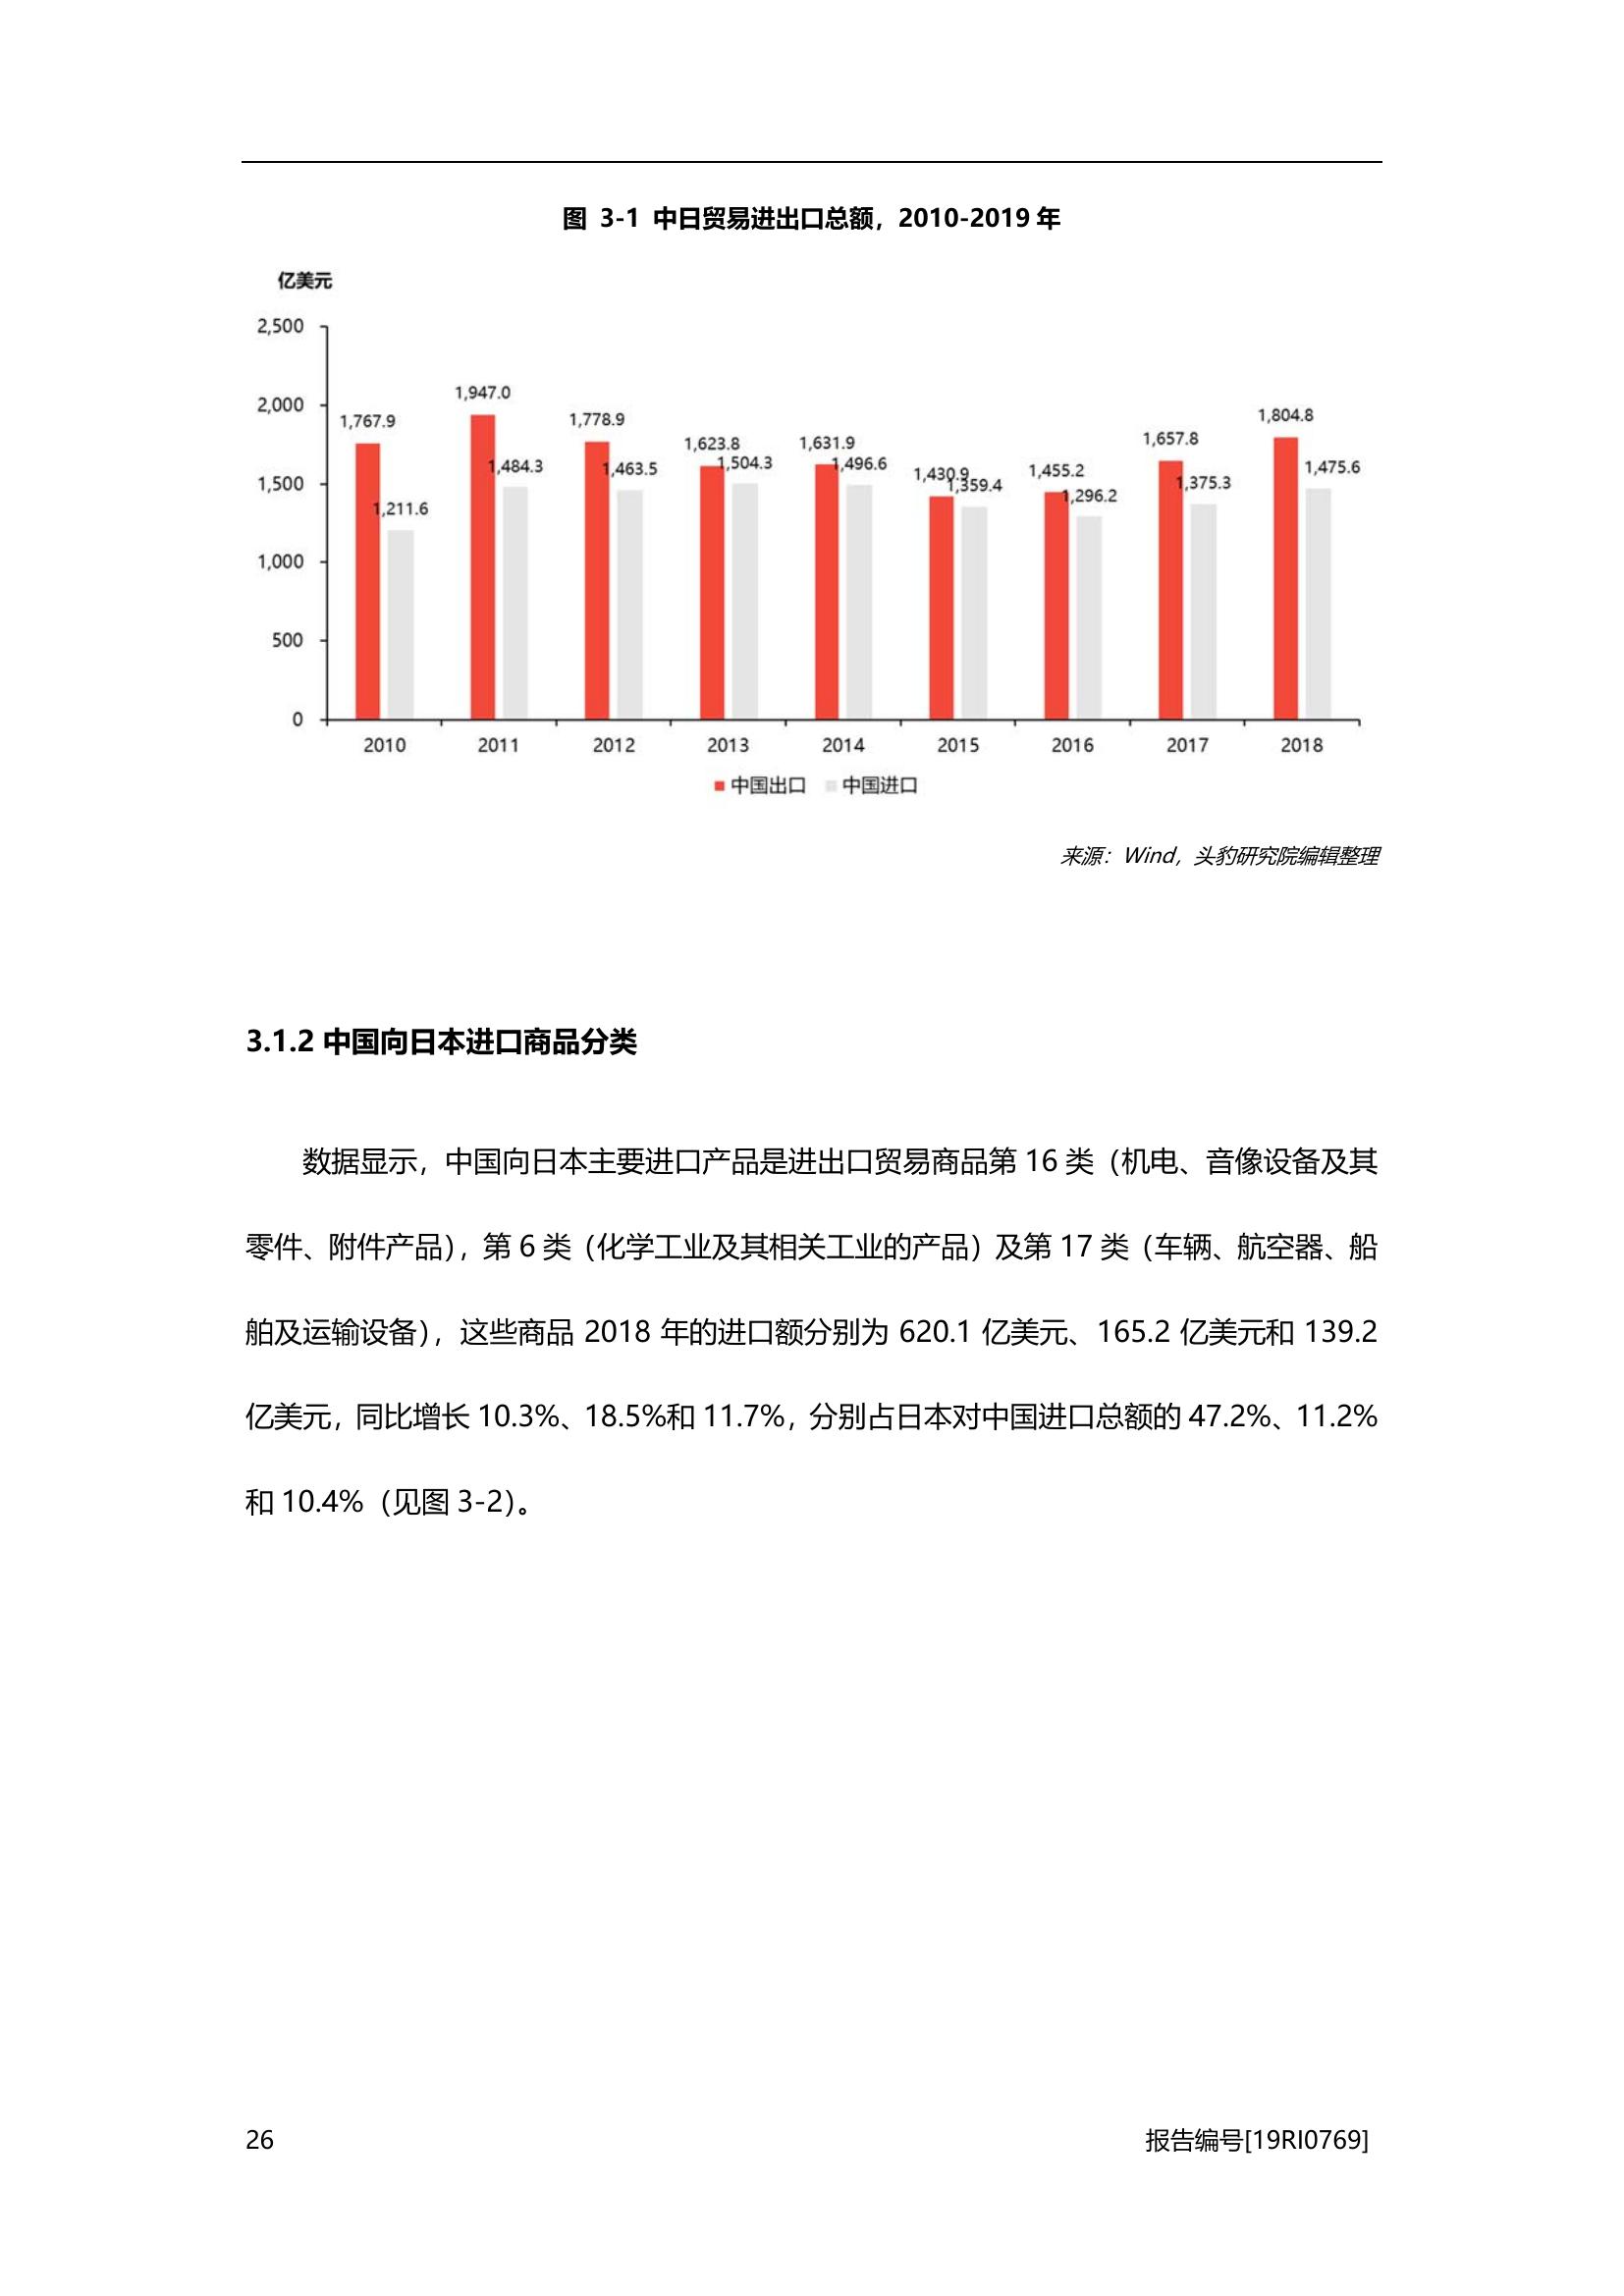 图 3-1 中日贸易进出口总额，2010-2019 年
亿美元
2,500
2,000
1,500
1,000
500
0
1,767.9
1,211.6
1,947.0
1,484.3
1,778.9
1,463.5
1,623.8
1,504.3
1,631.9
1,496.6
1,430.9
1,359.4
1,455.2
1,296.2
1,657.8
1,375.3
1,804.8
1,475.6
2010 2011 2012 2013 2014 2015 2016 2017 2018
中国出口 中国进口
来源：Wind，头豹研究院编辑整理
3.1.2 中国向日本进口商品分类
数据显示，中国向日本主要进口产品是进出口贸易商品第 16 类（机电、音像设备及其
零件、附件产品），第 6 类（化学工业及其相关工业的产品）及第 17 类（车辆、航空器、船
舶及运输设备），这些商品 2018 年的进口额分别为 620.1 亿美元、165.2 亿美元和 139.2
亿美元，同比增长 10.3%、18.5%和 11.7%，分别占日本对中国进口总额的 47.2%、11.2%
和 10.4%（见图 3-2）。
26 报告编号[19RI0769]